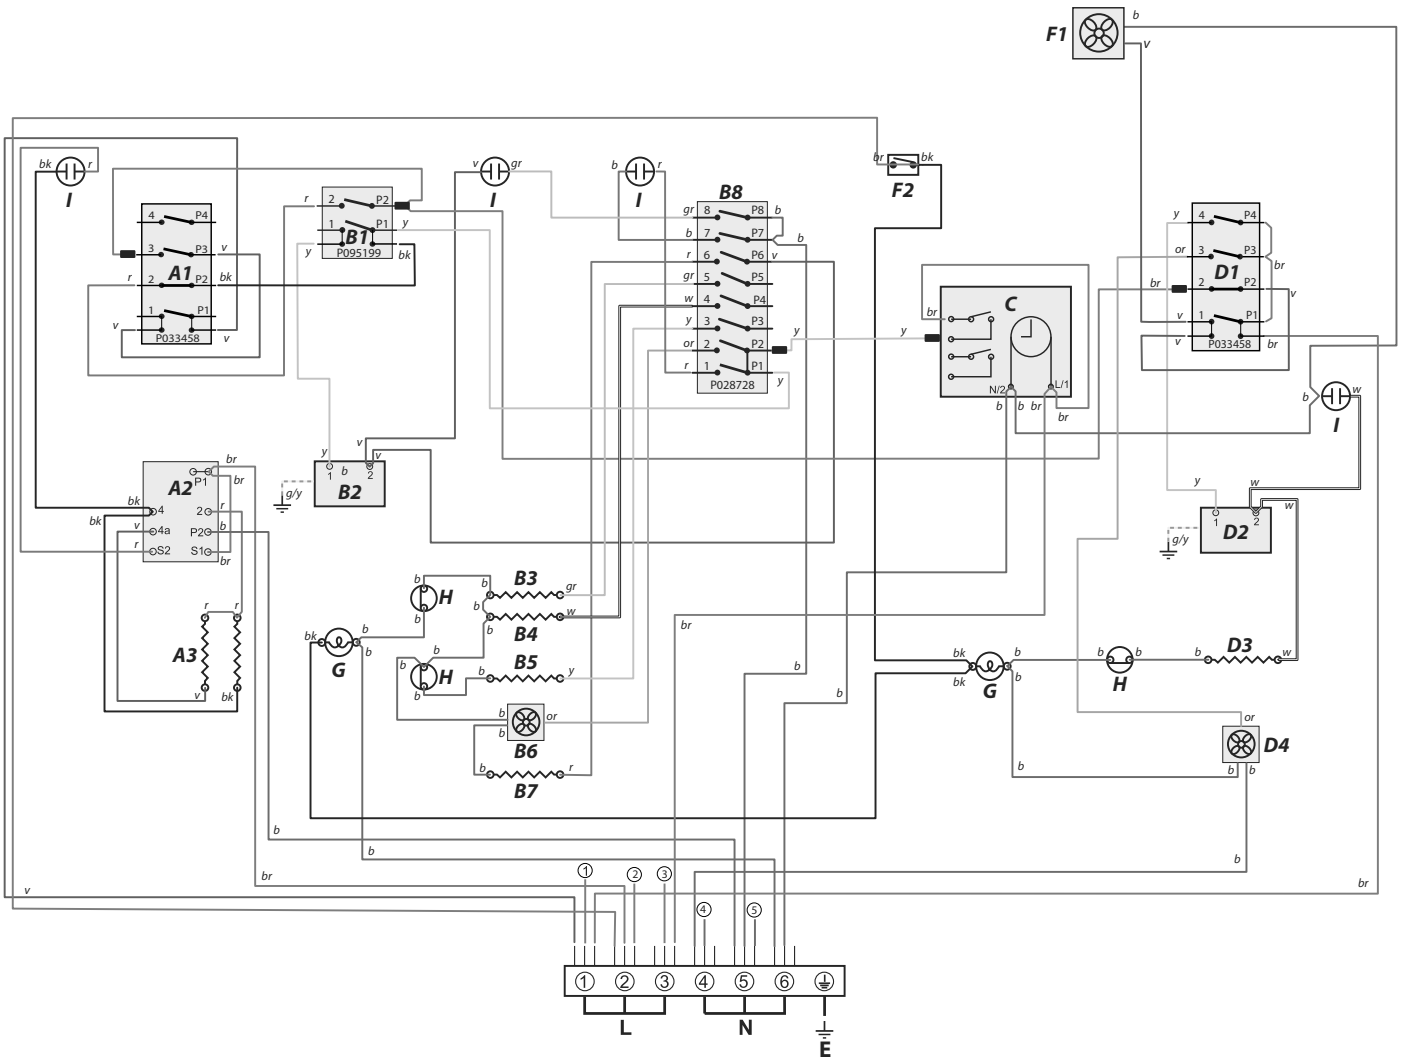 b
F1
v
br
bk
F2
bk
r
I
v
gr
I
b
r
I
B8
r
2
P2
1
P1
y
B1
P095199
y
bk
4
P4
3
P3
v
A1
r
2
P2
bk
1
P1
v
P033458
v
gr
8
P8
b
b
7
P7
b
r
6
P6
v
gr
5
P5
w
4
P4
y
3
P3
or
2
P2
y
r
1
P1
y
P028728
y
br
C
N/2
L/1
b
b
br
br
y
4
P4
or
3
P3
br
D1
br
2
P2
v
v
1
P1
v
P033458
br
b
w
I
br
P1
br
A2
bk
4
2
r
bk
v
4a
P2
b
r
S2
S1
br
y
v
v
1
b
2
B2
g/y
y
w
w
1
2
D2
g/y
r
r
A3
v
bk
b
H
b
b
B3
gr
b
b
B4
w
bk
G
b
b
b
b
H
b
b
B5
y
b
b
B6
or
b
B7
r
br
b
b
bk
bk
G
b
b
b
H
b
b
D3
w
or
D4
b
b
b
b
b
br
v
b
br
1
2
3
4
5
1
2
3
4
5
6
L
N
E